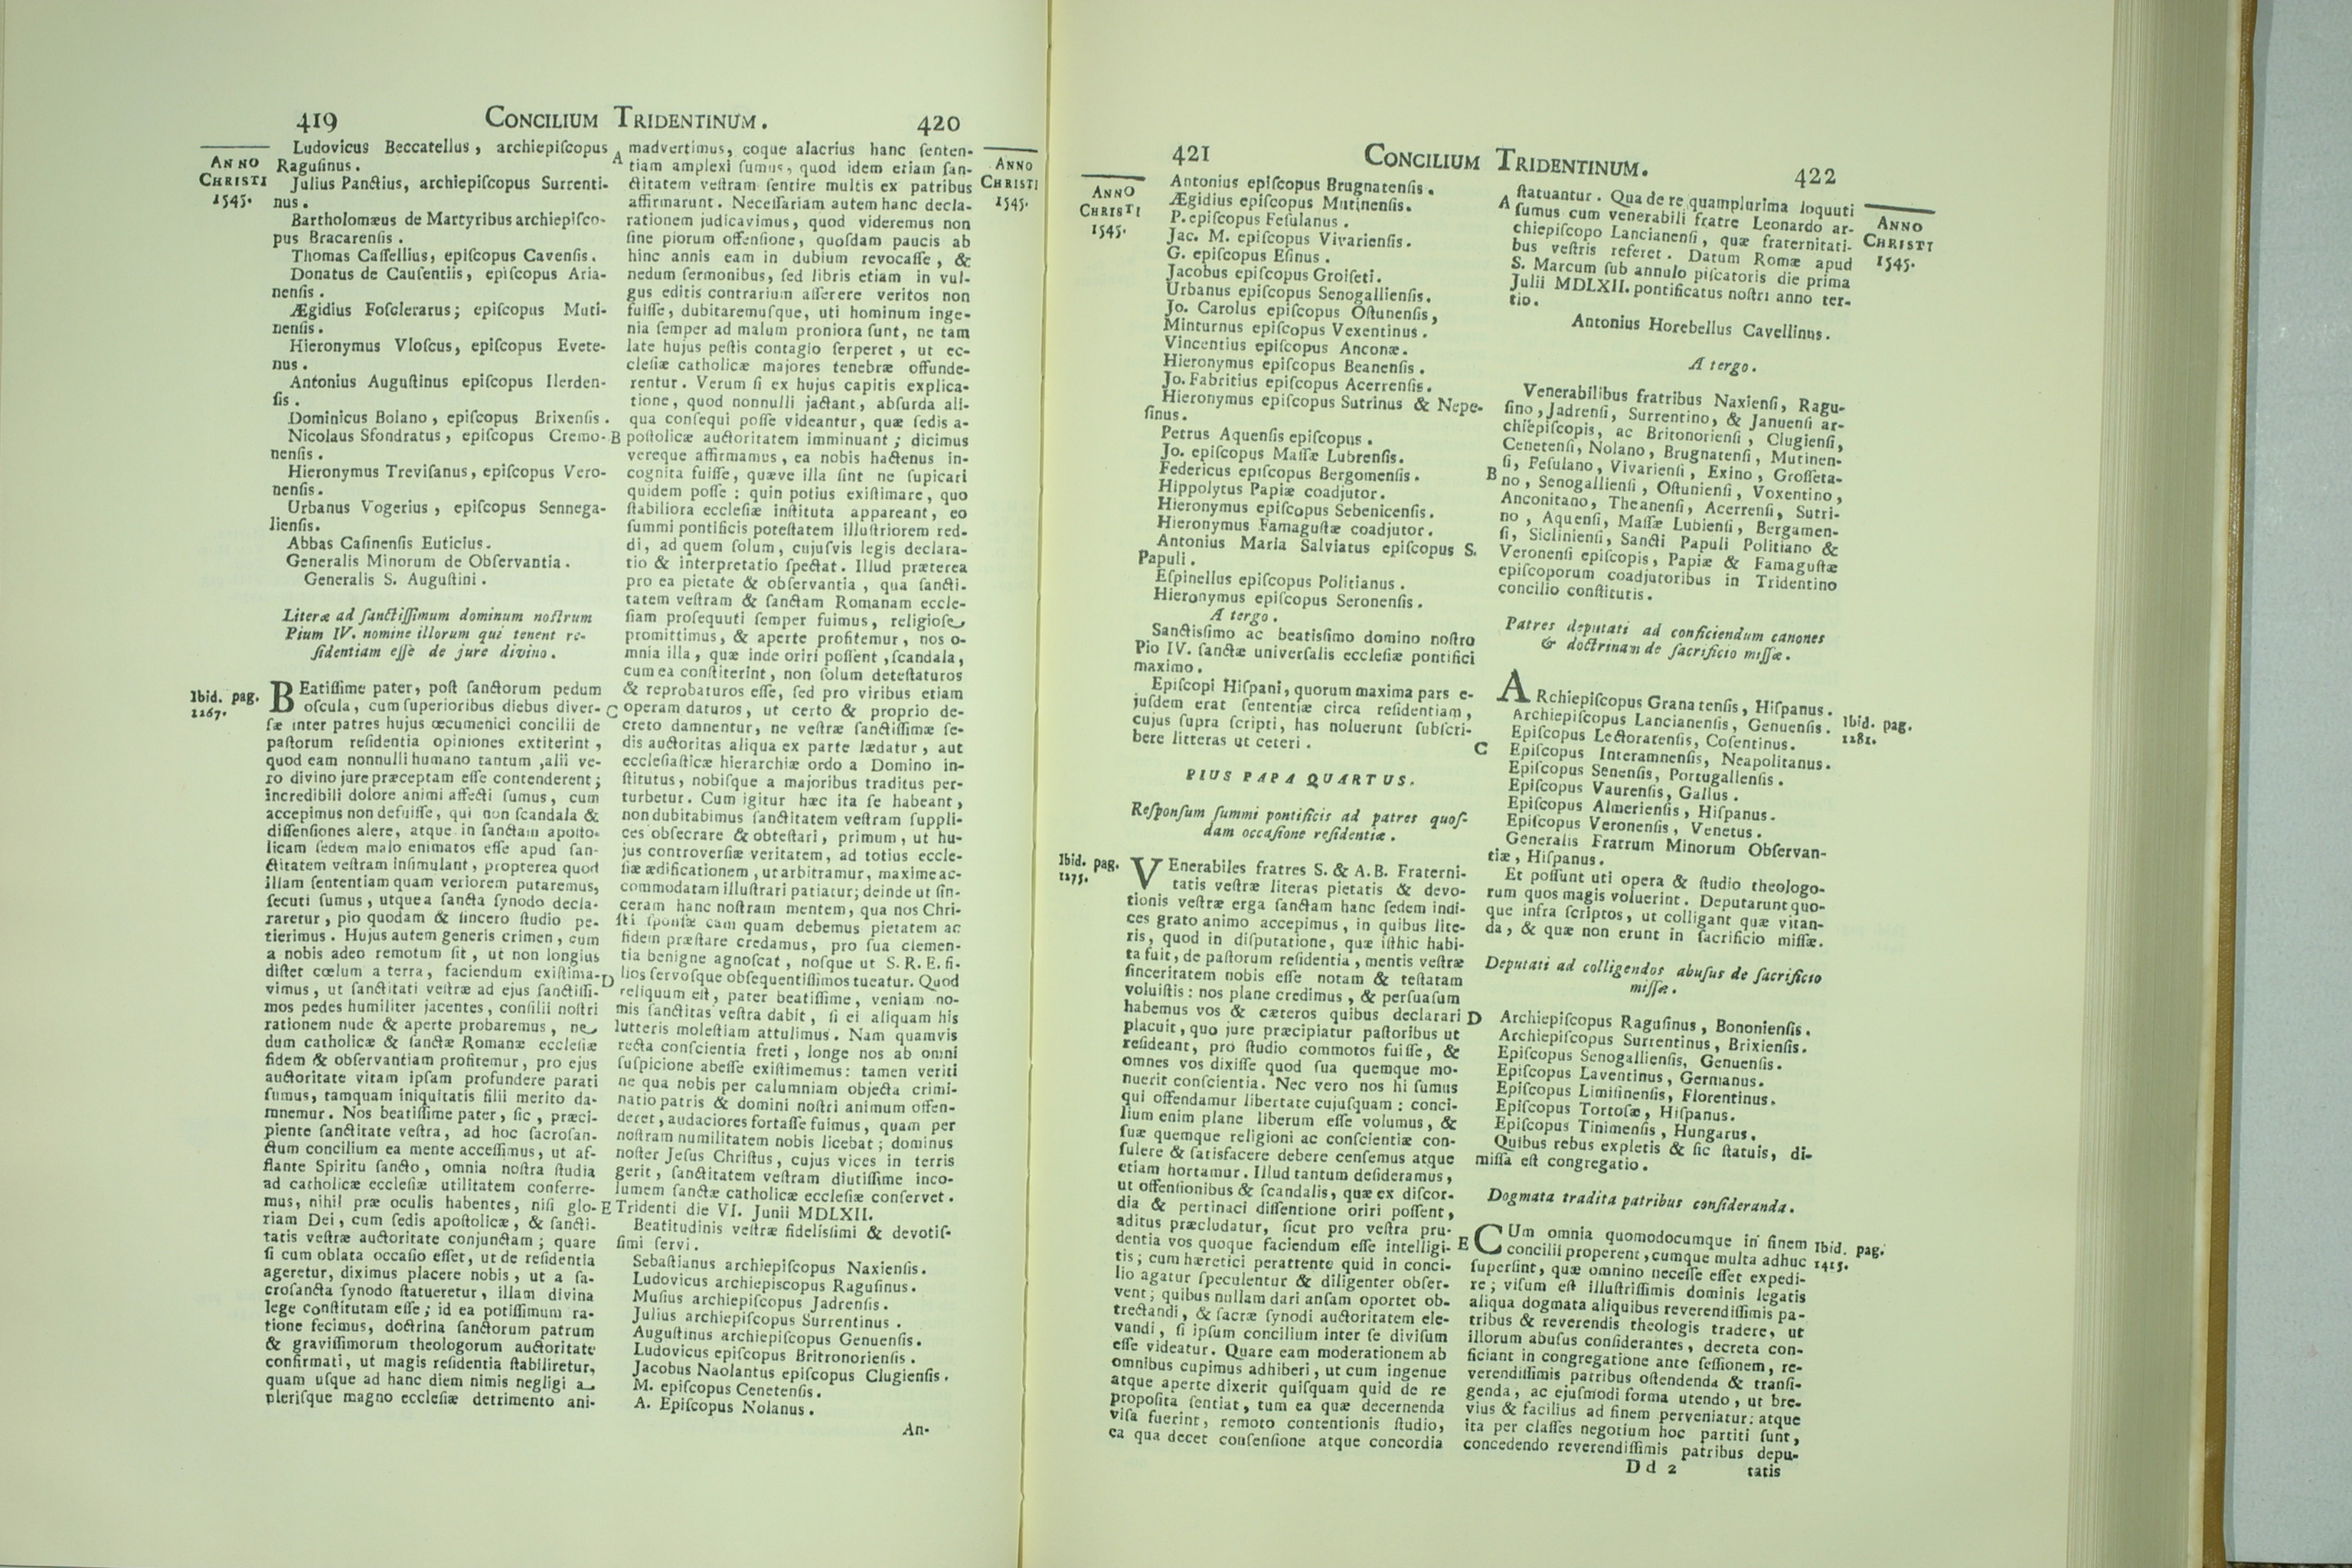 419 CONCILIUM TRIDENTINUM. 420
ANNO
CHRISTI
1545.
Ludovicus Beccatellus, archiepiſcopus
Raguſinus.
Julius Panctius, archiepiſcopus Surrenti-
nus.
Bartholomæus de Martyribus archiepiſco-
pus Bracarenſis.
Thomas Caſſellius, epiſcopus Cavenſis.
Donatus de Cauſentiis, epiſcopus Aria-
nenſis.
Ægidius Foſclerarus; epiſcopus Muti-
nenſis.
Hieronymus Vloſcus, epiſcopus Evete-
nus.
Antonius Auguſtinus epiſcopus Ilerden-
ſis.
Dominicus Bolano, epiſcopus Brixenſis.
Nicolaus Sfondratus, epiſcopus Cremo-
nenſis.
Hieronymus Treviſanus, epiſcopus Vero-
nenſis.
Urbanus Vogerius, epiſcopus Sennega-
lienſis.
Abbas Caſinenſis Euticius.
Generalis Minorum de Obſervantia.
Generalis S. Auguſtini.
Literæ ad ſanctiſſimum dominum noſtrum
Pium IV. nomine illorum qui tenent re-
ſidentiam eſſe de jure divino.
Ibid. pag.
1267.
BEatiſſime pater, poſt ſanctorum pedum
oſcula, cum ſuperioribus diebus diver-
ſæ inter patres hujus œcumenici concilii de
paſtorum reſidentia opiniones extiterint,
quod eam nonnulli humano tantum, alii ve-
ro divino jure præceptam eſſe contenderent;
incredibili dolore animi affecti ſumus, cum
accepimus non defuiſſe, qui non ſcandala &
diſſenſiones alere, atque in ſanctam apoſto-
licam ſedem malo enimatos eſſe apud ſan-
ctitatem veſtram inſimulant, propterea quod
illam ſententiam quam veriorem putaremus,
ſecuti ſumus, utque a ſancta ſynodo decla-
raretur, pio quodam & ſincero ſtudio pe-
tierimus. Hujus autem generis crimen, cum
a nobis adeo remotum ſit, ut non longius
diſtet cœlum a terra, faciendum exiſtima-
vimus, ut ſanctitati veſtræ ad ejus ſanctiſſi-
mos pedes humiliter jacentes, conſilii noſtri
rationem nude & aperte probaremus, ne
dum catholicæ & ſanctæ Romanæ eccleſiæ
fidem & obſervantiam profitemur, pro ejus
auctoritate vitam ipſam profundere parati
ſumus, tamquam iniquitatis filii merito da-
mnemur. Nos beatiſſime pater, ſic, præci-
piente ſanctitate veſtra, ad hoc ſacroſan-
ctum concilium ea mente acceſſimus, ut af-
flante Spiritu ſancto, omnia noſtra ſtudia
ad catholicæ eccleſiæ utilitatem conferre-
mus, nihil præ oculis habentes, niſi glo-
riam Dei, cum ſedis apoſtolicæ, & ſancti-
tatis veſtræ auctoritate conjunctam; quare
ſi cum oblata occaſio eſſet, ut de reſidentia
ageretur, diximus placere nobis, ut a ſa-
croſancta ſynodo ſtatueretur, illam divina
lege conſtitutam eſſe; id ea potiſſimum ra-
tione fecimus, doctrina ſanctorum patrum
& graviſſimorum theologorum auctoritate
confirmati, ut magis reſidentia ſtabiliretur,
quam uſque ad hanc diem nimis negligi a
pleriſque magno eccleſiæ detrimento ani-
A
B
C
D
E
madvertimus, eoque alacrius hanc ſenten-
tiam amplexi ſumus, quod idem etiam ſan-
ctitatem veſtram ſentire multis ex patribus
affirmarunt. Neceſſariam autem hanc decla-
rationem judicavimus, quod videremus non
ſine piorum offenſione, quoſdam paucis ab
hinc annis eam in dubium revocaſſe, &
nedum ſermonibus, ſed libris etiam in vul-
gus editis contrarium aſſerere veritos non
fuiſſe, dubitaremuſque, uti hominum inge-
nia ſemper ad malum proniora ſunt, ne tam
late hujus peſtis contagio ſerperet, ut ec-
cleſiæ catholicæ majores tenebræ offunde-
rentur. Verum ſi ex hujus capitis explica-
tione, quod nonnulli jactant, abſurda ali-
qua conſequi poſſe videantur, quæ ſedis a-
poſtolicæ auctoritatem imminuant; dicimus
vereque affirmamus, ea nobis hactenus in-
cognita fuiſſe, quæve illa ſint ne ſupicari
quidem poſſe: quin potius exiſtimare, quo
ſtabiliora eccleſiæ inſtituta appareant, eo
ſummi pontificis poteſtatem illuſtriorem red-
di, ad quem ſolum, cujuſvis legis declara-
tio & interpretatio ſpectat. Illud præterea
pro ea pietate & obſervantia, qua ſancti-
tatem veſtram & ſanctam Romanam eccle-
ſiam proſequuti ſemper fuimus, religioſe
promittimus, & aperte profitemur, nos o-
mnia illa, quæ inde oriri poſſent, ſcandala,
cum ea conſtiterint, non ſolum deteſtaturos
& reprobaturos eſſe, ſed pro viribus etiam
operam daturos, ut certo & proprio de-
creto damnentur, ne veſtræ ſanctiſſimæ ſe-
dis auctoritas aliqua ex parte lædatur, aut
eccleſiaſticæ hierarchiæ ordo a Domino in-
ſtitutus, nobiſque a majoribus traditus per-
turbetur. Cum igitur hæc ita ſe habeant,
non dubitabimus ſanctitatem veſtram ſuppli-
ces obſecrare & obteſtari, primum, ut hu-
jus controverſiæ veritatem, ad totius eccle-
ſiæ ædificationem, ut arbitramur, maxime ac-
commodatam illuſtrari patiatur; deinde ut ſin-
ceram hanc noſtram mentem, qua nos Chri-
ſti ſponſæ eam quam debemus pietatem ac
fidem præſtare credamus, pro ſua clemen-
tia benigne agnoſcat, noſque ut S. R. E. fi-
lios ſervoſque obſequentiſſimos tueatur. Quod
reliquum eſt, pater beatiſſime, veniam no-
mis ſanctitas veſtra dabit, ſi ei aliquam his
lutteris moleſtiam attulimus. Nam quamvis
recta conſcientia freti, longe nos ab omni
ſuſpicione abeſſe exiſtimemus: tamen veriti
ne qua nobis per calumniam objecta crimi-
natio patris & domini noſtri animum offen-
deret, audaciores fortaſſe fuimus, quam per
noſtram numilitatem nobis licebat; dominus
noſter Jeſus Chriſtus, cujus vices in terris
gerit, ſanctitatem veſtram diutiſſime inco-
lumem ſanctæ catholicæ eccleſiæ conſervet.
Tridenti die VI. Junii MDLXII.
Beatitudinis veſtræ fideliſſimi & devotiſ-
ſimi ſervi.
Sebaſtianus archiepiſcopus Naxienſis.
Ludovicus archiepiscopus Raguſinus.
Muſius archiepiſcopus Jadrenſis.
Julius archiepiſcopus Surrentinus.
Auguſtinus archiepiſcopus Genuenſis.
Ludovicus epiſcopus Britronorienſis.
Jacobus Naolantus epiſcopus Clugienſis.
M. epiſcopus Cenetenſis.
A. Epiſcopus Nolanus.
An-
ANNO
CHRISTI
1545.
421 CONCILIUM TRIDENTINUM. 422
ANNO
CHRISTI
1545.
Antonius epiſcopus Brugnatenſis.
Ægidius epiſcopus Mutinenſis.
P. epiſcopus Feſulanus.
Jac. M. epiſcopus Vivarienſis.
G. epiſcopus Eſinus.
Jacobus epiſcopus Groiſeti.
Urbanus epiſcopus Senogallienſis.
Jo. Carolus epiſcopus Oſtunenſis,
Minturnus epiſcopus Vexentinus.
Vincentius epiſcopus Anconæ.
Hieronymus epiſcopus Beanenſis.
Jo. Fabritius epiſcopus Acerrenſis.
Hieronymus epiſcopus Sutrinus & Nepe-
ſinus.
Petrus Aquenſis epiſcopus.
Jo. epiſcopus Maſſæ Lubrenſis.
Federicus epiſcopus Bergomenſis.
Hippolytus Papiæ coadjutor.
Hieronymus epiſcopus Sebenicenſis.
Hieronymus Famaguſtæ coadjutor.
Antonius Maria Salviatus epiſcopus S.
Papuli.
Eſpinellus epiſcopus Politianus.
Hieronymus epiſcopus Seronenſis.
A tergo.
Sanctiſſimo ac beatiſſimo domino noſtro
Pio IV. ſanctæ univerſalis eccleſiæ pontifici
maximo.
Epiſcopi Hiſpani, quorum maxima pars e-
juſdem erat ſententiæ circa reſidentiam,
cujus ſupra ſcripti, has noluerunt ſubſcri-
bere litteras ut ceteri.
PIUS PAPA QUARTUS.
Reſponſum ſummi pontificis ad patres quoſ-
dam occaſione reſidentiæ.
Ibid. pag.
1275.
VEnerabiles fratres S. & A. B. Fraterni-
tatis veſtræ literas pietatis & devo-
tionis veſtræ erga ſanctam hanc ſedem indi-
ces grato animo accepimus, in quibus lite-
ris, quod in diſputatione, quæ iſthic habi-
ta fuit, de paſtorum reſidentia, mentis veſtræ
ſinceritatem nobis eſſe notam & teſtatam
voluiſtis: nos plane credimus, & perſuaſum
habemus vos & cæteros quibus declarari
placuit, quo jure præcipiatur paſtoribus ut
reſideant, pro ſtudio commotos fuiſſe, &
omnes vos dixiſſe quod ſua quemque mo-
nuerit conſcientia. Nec vero nos hi ſumus
qui offendamur libertate cujuſquam: conci-
lium enim plane liberum eſſe volumus, &
ſuæ quemque religioni ac conſcientiæ con-
ſulere & ſatisfacere debere cenſemus atque
etiam hortamur. Illud tantum deſideramus,
ut offenſionibus & ſcandalis, quæ ex diſcor-
dia & pertinaci diſſentione oriri poſſent,
aditus præcludatur, ſicut pro veſtra pru-
dentia vos quoque faciendum eſſe intelligi-
tis; cum hæretici perattente quid in conci-
lio agatur ſpeculentur & diligenter obſer-
vent; quibus nullam dari anſam oportet ob-
trectandi, & ſacræ ſynodi auctoritatem ele-
vandi, ſi ipſum concilium inter ſe diviſum
eſſe videatur. Quare eam moderationem ab
omnibus cupimus adhiberi, ut cum ingenue
atque aperte dixerit quiſquam quid de re
propoſita ſentiat, tum ea quæ decernenda
viſa fuerint, remoto contentionis ſtudio,
ea qua decet conſenſione atque concordia
A
B
C
D
E
ſtatuantur. Qua de re quamplurima loquuti
ſumus cum venerabili fratre Leonardo ar-
chiepiſcopo Lancianenſi, quæ fraternitati-
bus veſtris referet. Datum Romæ apud
S. Marcum ſub annulo piſcatoris die prima
Julii MDLXII. pontificatus noſtri anno ter-
tio.
Antonius Horebellus Cavellinus.
A tergo.
Venerabilibus fratribus Naxienſi, Ragu-
ſino, Jadrenſi, Surrentino, & Januenſi ar-
chiepiſcopis, ac Britonorienſi, Clugienſi,
Cenetenſi, Nolano, Brugnatenſi, Mutinen-
ſi, Feſulano, Vivarienſi, Exino, Groſſeta-
no, Senogallienſi, Oſtunienſi, Voxentino,
Anconitano, Theanenſi, Acerrenſi, Sutri-
no, Aquenſi, Maſſæ Lubienſi, Bergamen-
ſi, Siclinienſi, Sancti Papuli Politiano &
Veronenſi epiſcopis, Papiæ & Famaguſtæ
epiſcoporum coadjutoribus in Tridentino
concilio conſtitutis.
Patres deputati ad conficiendum canones
& doctrinam de ſacrificio miſſæ.
ARchiepiſcopus Granatenſis, Hiſpanus.
Archiepiſcopus Lancianenſis, Genuenſis.
Epiſcopus Lectoratenſis, Coſentinus.
Epiſcopus Interamnenſis, Neapolitanus.
Epiſcopus Senenſis, Portugallenſis.
Epiſcopus Vaurenſis, Gallus.
Epiſcopus Almerienſis, Hiſpanus.
Epiſcopus Veronenſis, Venetus.
Generalis Fratrum Minorum Obſervan-
tiæ, Hiſpanus.
Et poſſunt uti opera & ſtudio theologo-
rum quos magis voluerint. Deputarunt quo-
que infra ſcriptos, ut colligant quæ vitan-
da, & quæ non erunt in ſacrificio miſſæ.
Deputati ad colligendos abuſus de ſacrificio
miſſæ.
Archiepiſcopus Raguſinus, Bononienſis.
Archiepiſcopus Surrentinus, Brixienſis.
Epiſcopus Senogallienſis, Genuenſis.
Epiſcopus Laventinus, Germanus.
Epiſcopus Limiſinenſis, Florentinus.
Epiſcopus Tortoſæ, Hiſpanus.
Epiſcopus Tinimenſis, Hungarus.
Quibus rebus expletis & ſic ſtatuis, di-
miſſa eſt congregatio.
Dogmata tradita patribus conſideranda.
CUm omnia quomodocumque in finem
concilii properent, cumque multa adhuc
ſuperſint, quæ omnino neceſſe eſſet expedi-
re; viſum eſt illuſtriſſimis dominis legatis
aliqua dogmata aliquibus reverendiſſimis pa-
tribus & reverendis theologis tradere, ut
illorum abuſus conſiderantes, decreta con-
ficiant in congregatione ante ſeſſionem, re-
verendiſſimis patribus oſtendenda & tranſi-
genda, ac ejuſmodi forma utendo, ut bre-
vius & facilius ad finem perveniatur: atque
ita per claſſes negotium hoc partiti ſunt,
concedendo reverendiſſimis patribus depu-
Dd 2 tatis
ANNO
CHRISTI
1545.
Ibid. pag.
1281.
Ibid. pag.
1415.